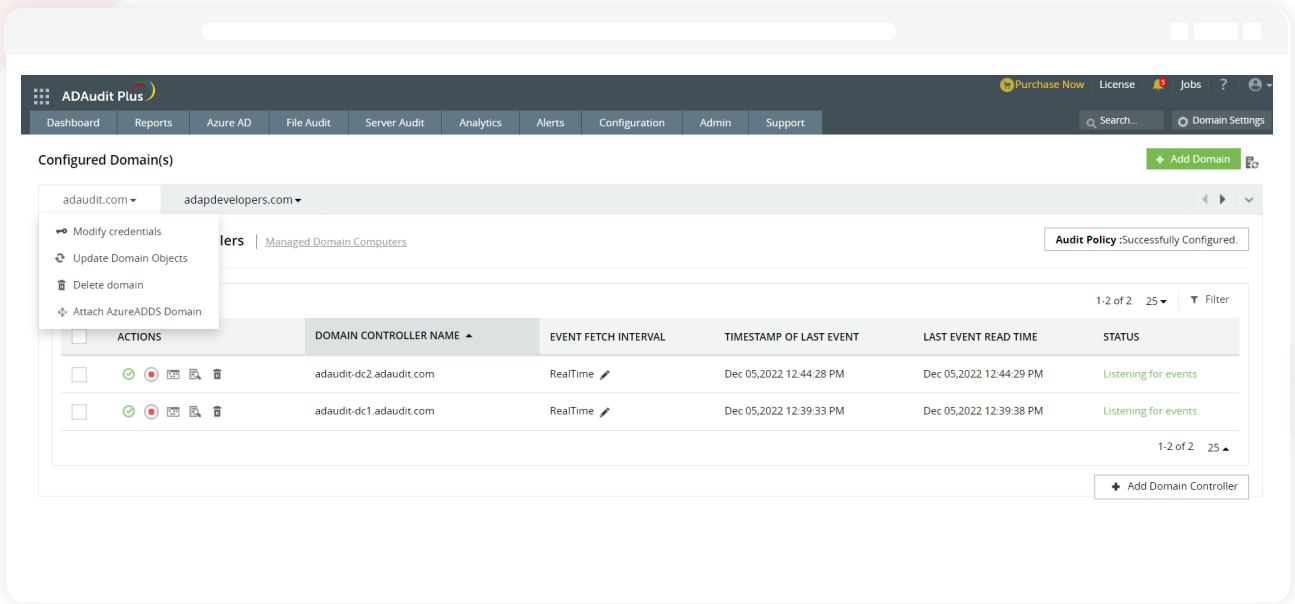 Purchase Now License 5 Jobs ?
ADAudit Plus
Dashboard Reports Azure AD File Audit Server Audit Analytics Alerts Configuration Admin Support Search... Domain Settings
Configured Domain(s)
+ Add Domain
adaudit.com adapdevelopers.com
Modify credentials
Update Domain Objects
Delete domain
Attach AzureADDS Domain
lers | Managed Domain Computers
Audit Policy :Successfully Configured.
1-2 of 2 25 Filter
ACTIONS DOMAIN CONTROLLER NAME EVENT FETCH INTERVAL TIMESTAMP OF LAST EVENT LAST EVENT READ TIME STATUS
adaudit-dc2.adaudit.com RealTime Dec 05,2022 12:44:28 PM Dec 05,2022 12:44:29 PM Listening for events
adaudit-dc1.adaudit.com RealTime Dec 05,2022 12:39:33 PM Dec 05,2022 12:39:38 PM Listening for events
1-2 of 2 25
+ Add Domain Controller